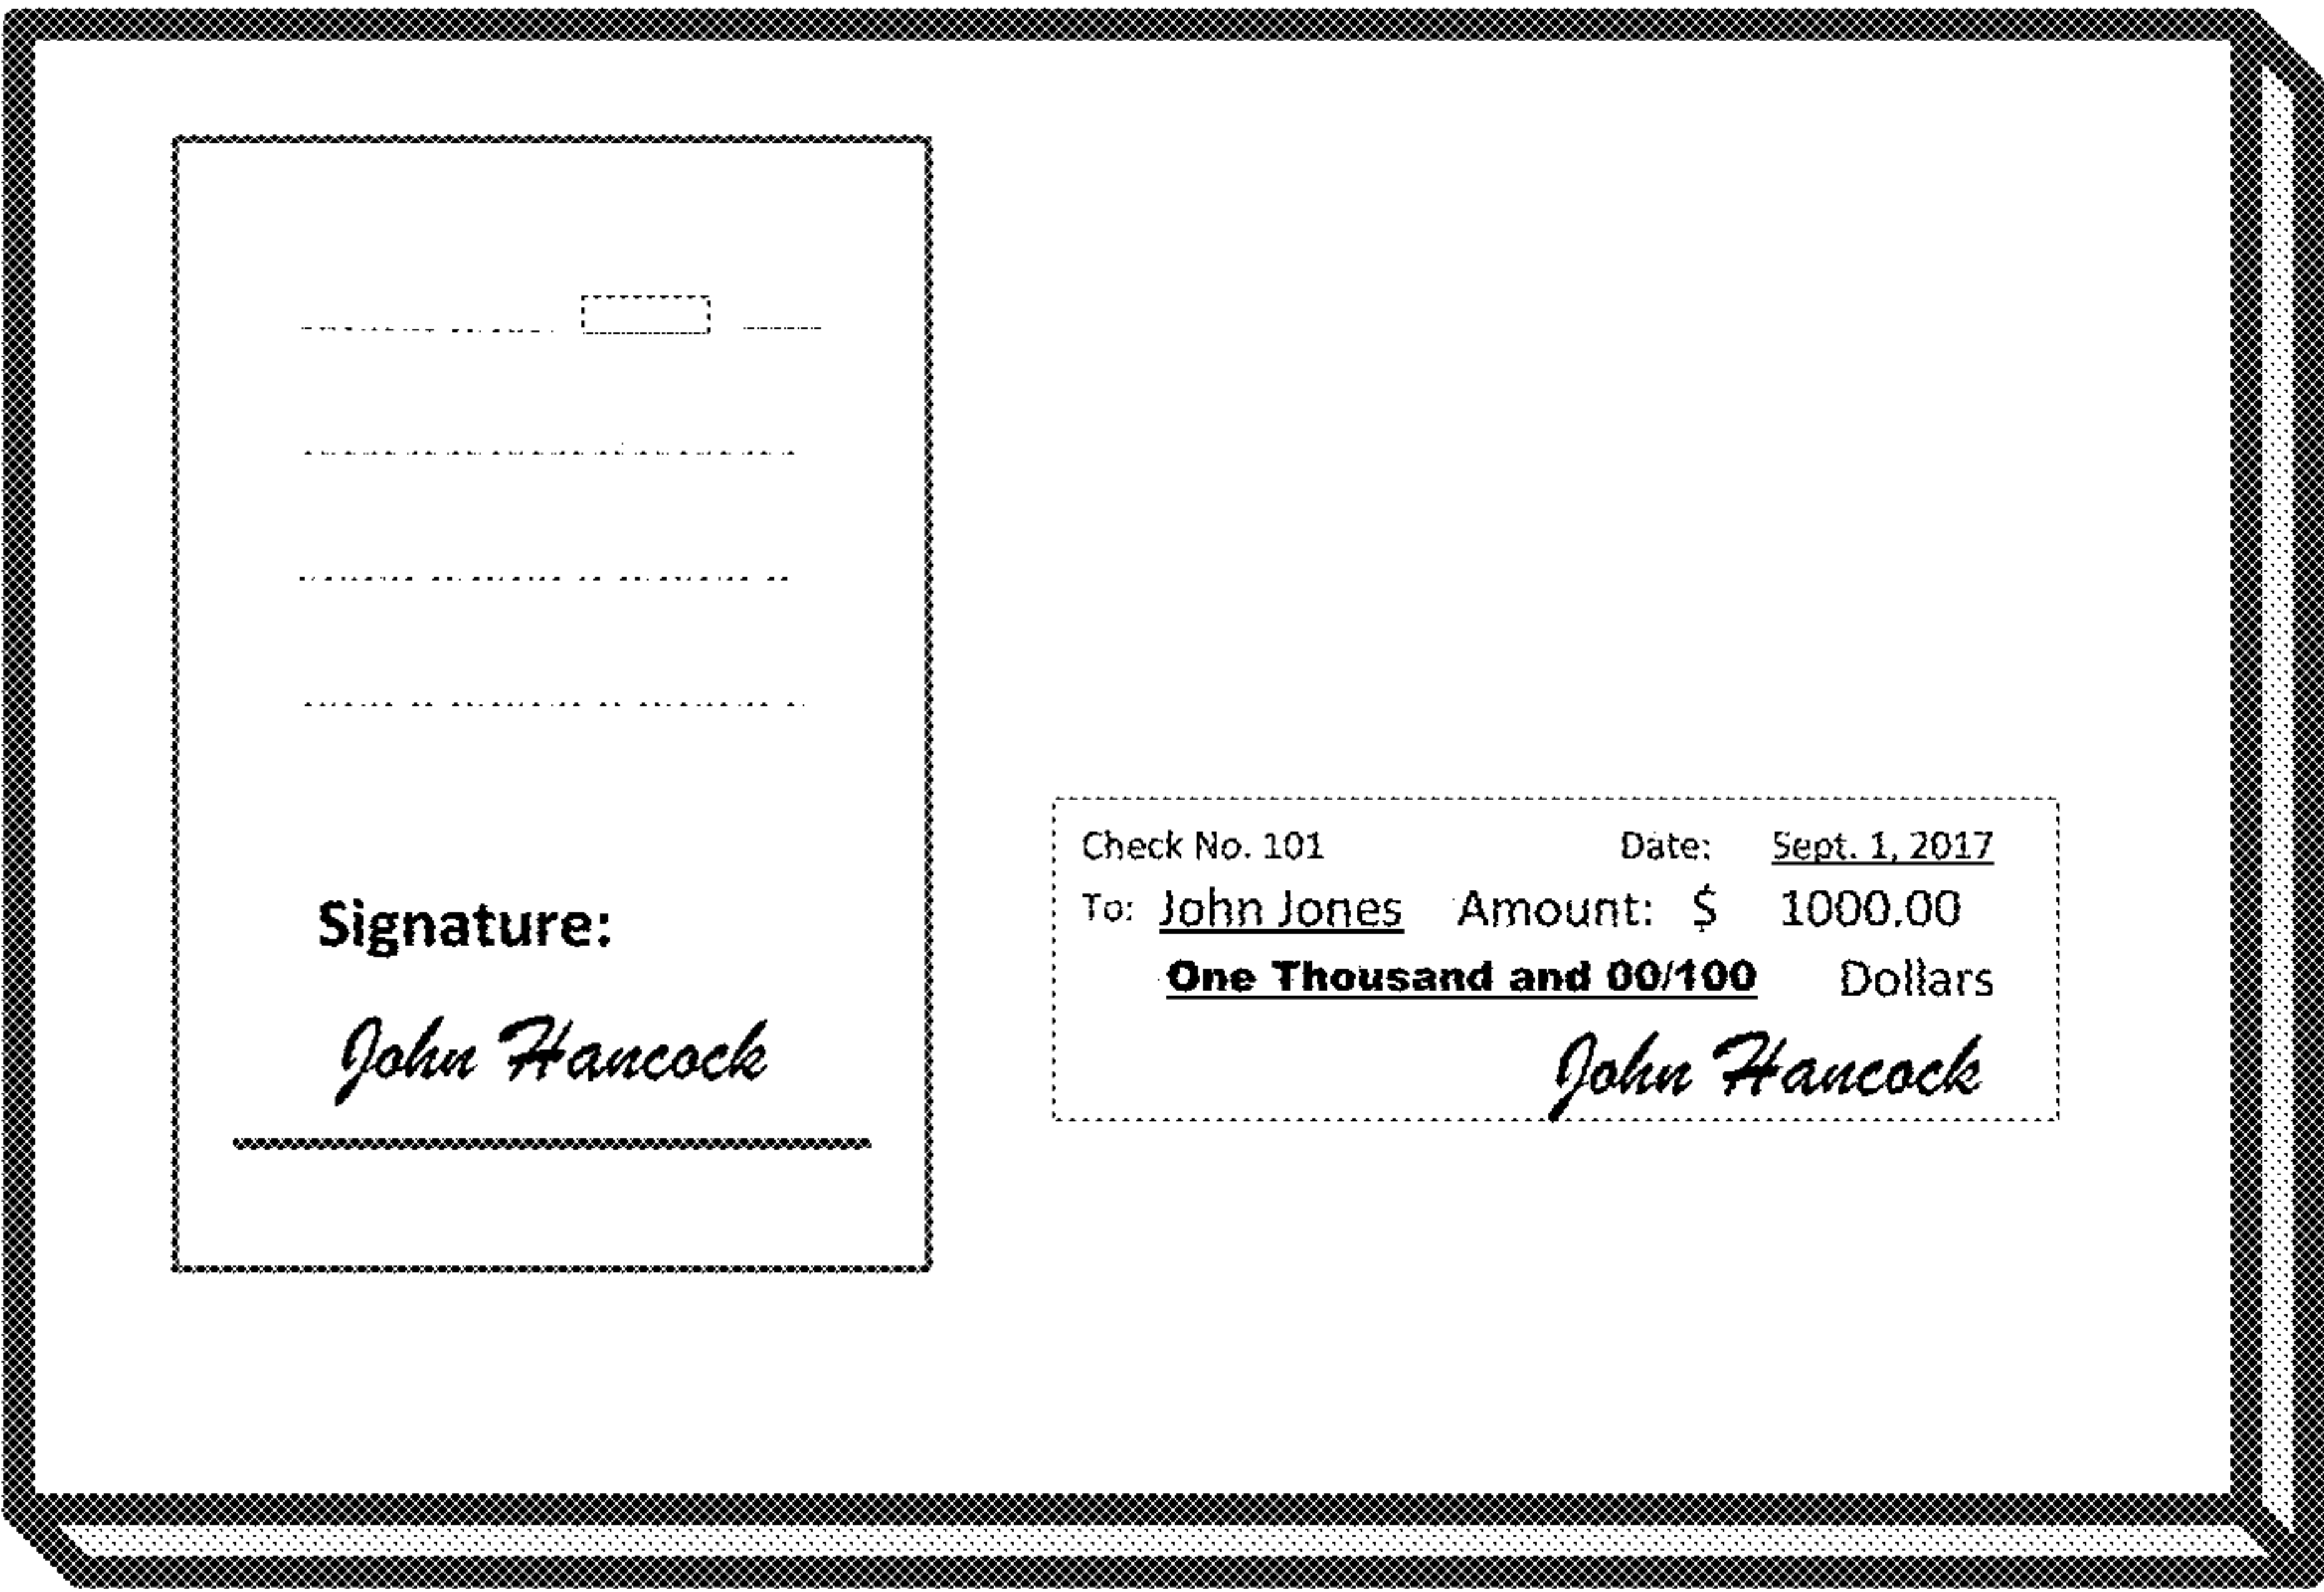 Signature:
John Hancock
Check No. 101 Date: Sept. 1, 2017
To: John Jones Amount: $ 1000.00
One Thousand and 00/100 Dollars
John Hancock